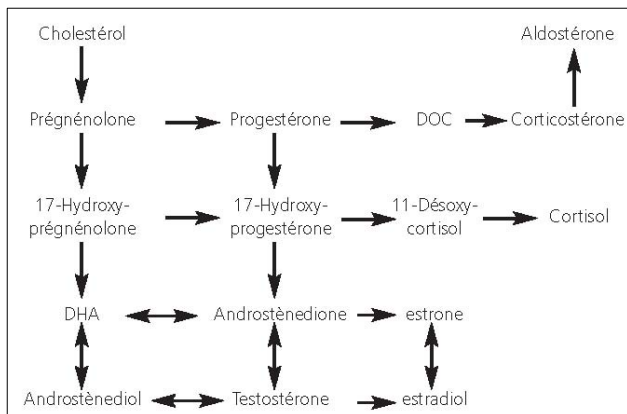 Cholestérol Aldostérone
Prégnénolone Progestérone DOC Corticostérone
17-Hydroxy- 17-Hydroxy- 11-Désoxy-
prégnénolone progestérone cortisol Cortisol
DHA Androstènedione estrone
Androstènediol Testostérone estradiol